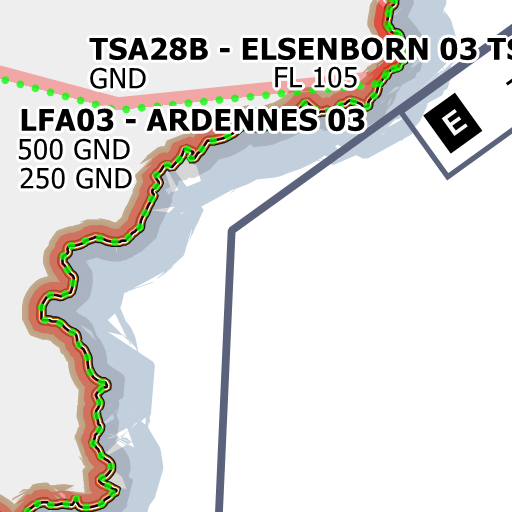 TSA28B - ELSENBORN 03 TS
GND FL 105
LFA03 - ARDENNES 03
500 GND
250 GND
E